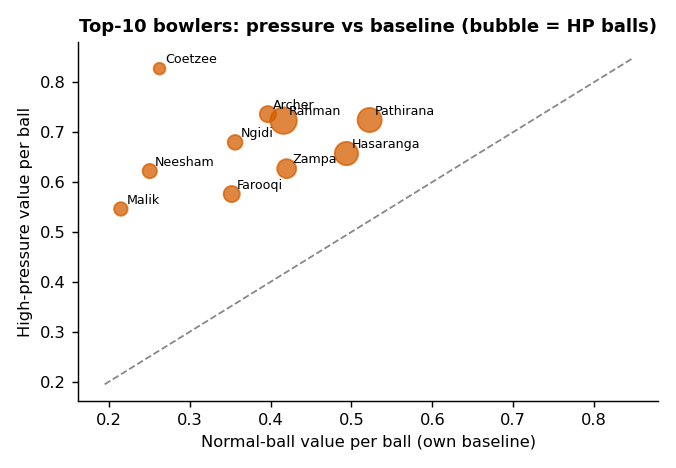 Top-10 bowlers: pressure vs baseline (bubble = HP balls)
High-pressure value per ball
0.8
0.7
0.6
0.5
0.4
0.3
0.2
Coetzee
Archer
Rahman
Pathirana
Ngidi
Hasaranga
Neesham
Zampa
Farooqi
Malik
0.2 0.3 0.4 0.5 0.6 0.7 0.8
Normal-ball value per ball (own baseline)